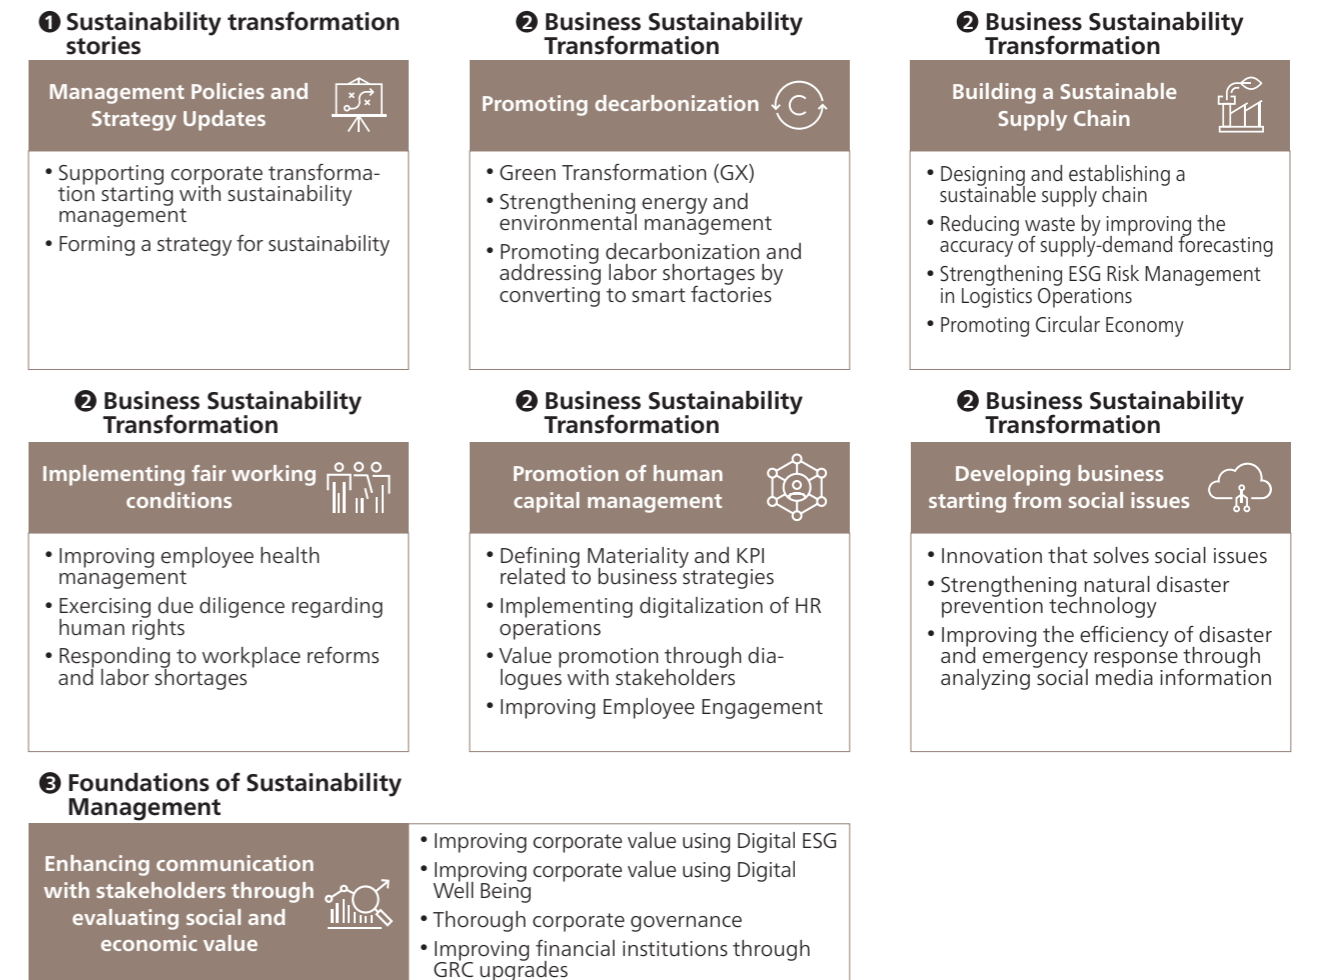 ❶ Sustainability transformation
stories
Management Policies and
Strategy Updates
• Supporting corporate transforma-
tion starting with sustainability
management
• Forming a strategy for sustainability
❷ Business Sustainability
Transformation
Promoting decarbonization
C
• Green Transformation (GX)
• Strengthening energy and
environmental management
• Promoting decarbonization and
addressing labor shortages by
converting to smart factories
❷ Business Sustainability
Transformation
Building a Sustainable
Supply Chain
• Designing and establishing a
sustainable supply chain
• Reducing waste by improving the
accuracy of supply-demand forecasting
• Strengthening ESG Risk Management
in Logistics Operations
• Promoting Circular Economy
❷ Business Sustainability
Transformation
Implementing fair working
conditions
• Improving employee health
management
• Exercising due diligence regarding
human rights
• Responding to workplace reforms
and labor shortages
❷ Business Sustainability
Transformation
Promotion of human
capital management
• Defining Materiality and KPI
related to business strategies
• Implementing digitalization of HR
operations
• Value promotion through dia-
logues with stakeholders
• Improving Employee Engagement
❷ Business Sustainability
Transformation
Developing business
starting from social issues
• Innovation that solves social issues
• Strengthening natural disaster
prevention technology
• Improving the efficiency of disaster
and emergency response through
analyzing social media information
❸ Foundations of Sustainability
Management
Enhancing communication
with stakeholders through
evaluating social and
economic value
• Improving corporate value using Digital ESG
• Improving corporate value using Digital
Well Being
• Thorough corporate governance
• Improving financial institutions through
GRC upgrades